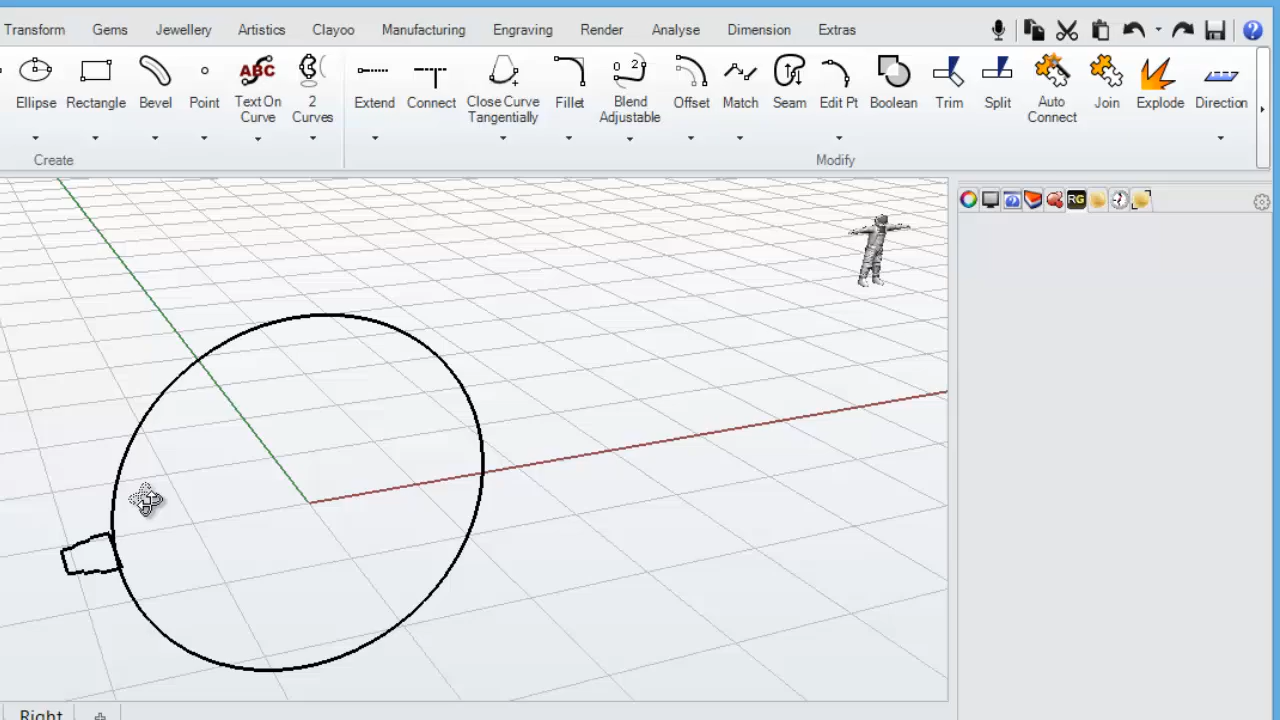 Transform Gems Jewellery Artistics Clayoo Manufacturing Engraving Render Analyse Dimension Extras
ABC
0 2
Ellipse Rectangle Bevel Point Text On Curve 2 Curves Extend Connect Close Curve Tangentially Fillet Blend Adjustable Offset Match Seam Edit Pt Boolean Trim Split Auto Connect Join Explode Direction
Create Modify
RG
Right